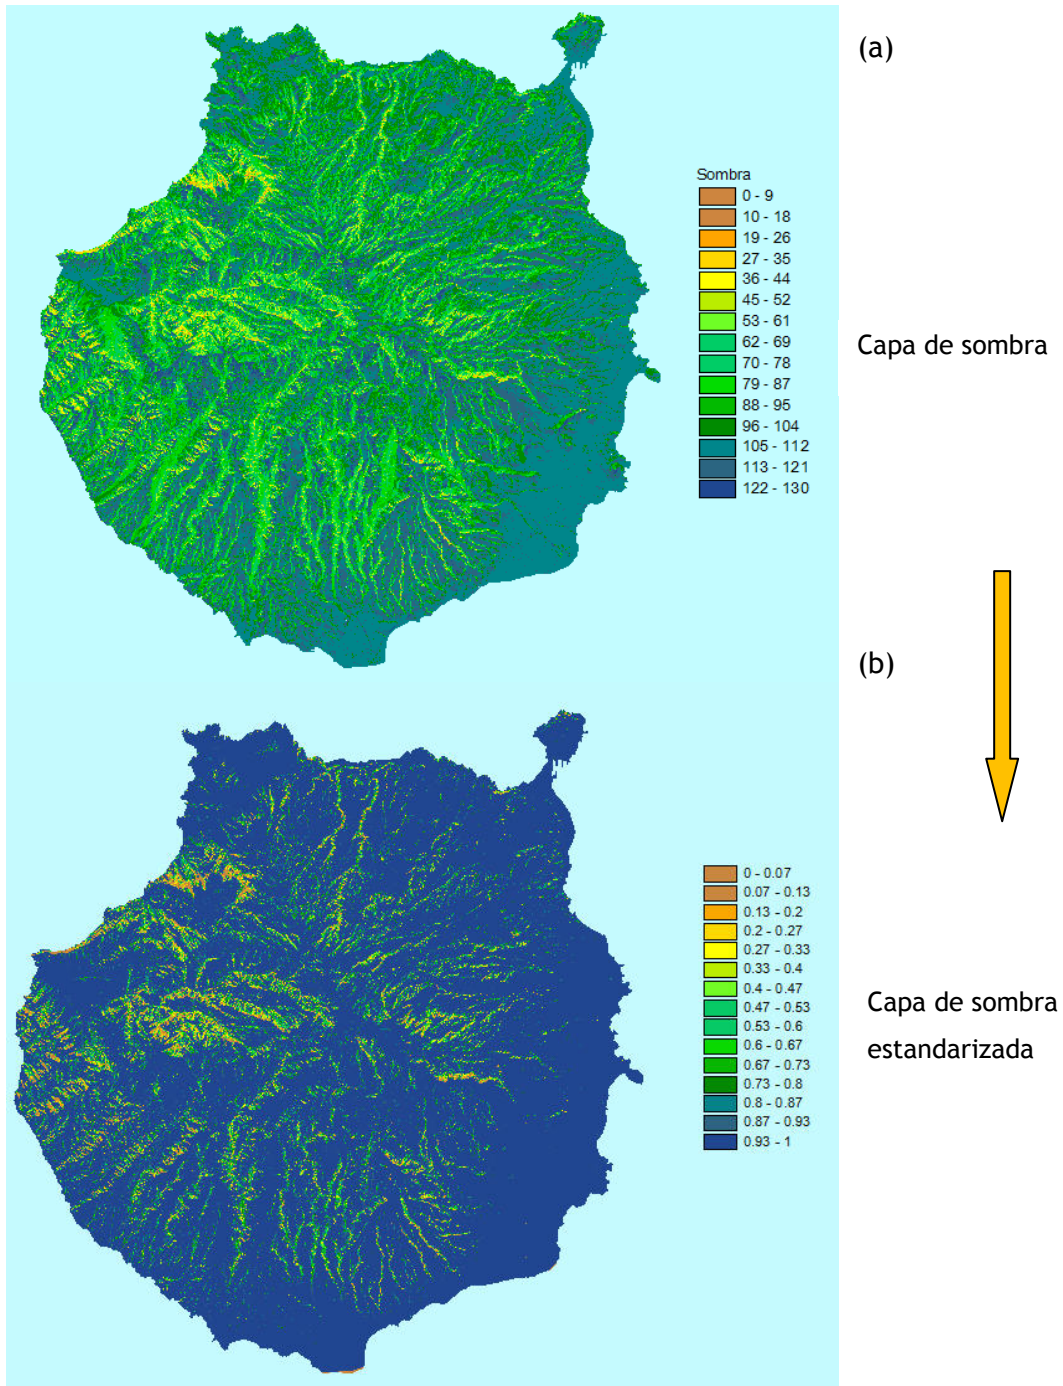 (a)
Sombra
0 - 9
10 - 18
19 - 26
27 - 35
36 - 44
45 - 52
53 - 61
62 - 69
70 - 78
79 - 87
88 - 95
96 - 104
105 - 112
113 - 121
122 - 130
Capa de sombra
(b)
0 - 0.07
0.07 - 0.13
0.13 - 0.2
0.2 - 0.27
0.27 - 0.33
0.33 - 0.4
0.4 - 0.47
0.47 - 0.53
0.53 - 0.6
0.6 - 0.67
0.67 - 0.73
0.73 - 0.8
0.8 - 0.87
0.87 - 0.93
0.93 - 1
Capa de sombra
estandarizada